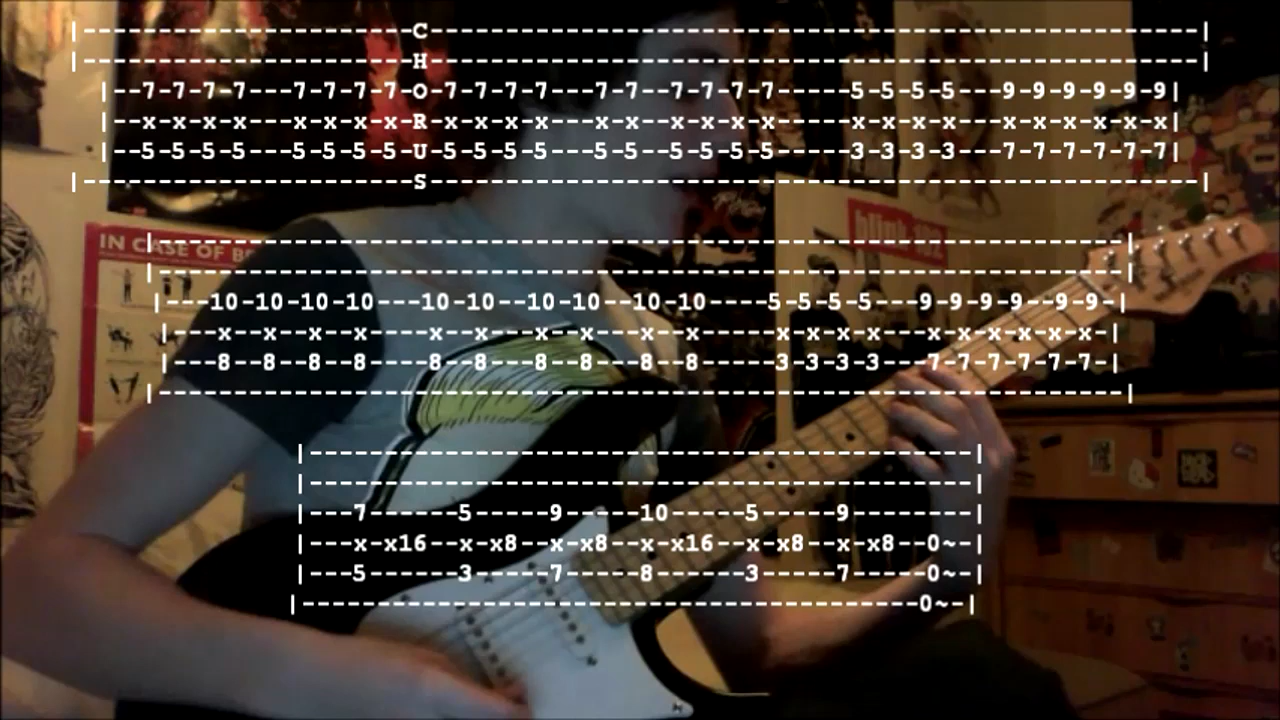 |----------------------C---------------------------------------------------|
|----------------------H---------------------------------------------------|
|--7-7-7-7---7-7-7-7-O-7-7-7-7---7-7--7-7-7-7-----5-5-5-5---9-9-9-9-9-9|
|--x-x-x-x---x-x-x-x-R-x-x-x-x---x-x--x-x-x-x-----x-x-x-x---x-x-x-x-x-x|
|--5-5-5-5---5-5-5-5-U-5-5-5-5---5-5--5-5-5-5-----3-3-3-3---7-7-7-7-7-7|
|----------------------S---------------------------------------------------|
|----------------------------------------------------------------|
|----------------------------------------------------------------|
|---10-10-10-10---10-10--10-10--10-10----5-5-5-5---9-9-9-9--9-9-|
|---x--x--x--x----x--x---x--x---x--x-----x-x-x-x---x-x-x-x-x-x-|
|---8--8--8--8----8--8---8--8---8--8-----3-3-3-3---7-7-7-7-7-7-|
|----------------------------------------------------------------|
|--------------------------------------------|
|--------------------------------------------|
|---7------5-----9-----10-----5-----9--------|
|---x-x16--x-x8--x-x8--x-x16--x-x8--x-x8--0~-|
|---5------3-----7-----8------3-----7-----0~-|
|-----------------------------------------0~-|
IN CASE OF
blink-182